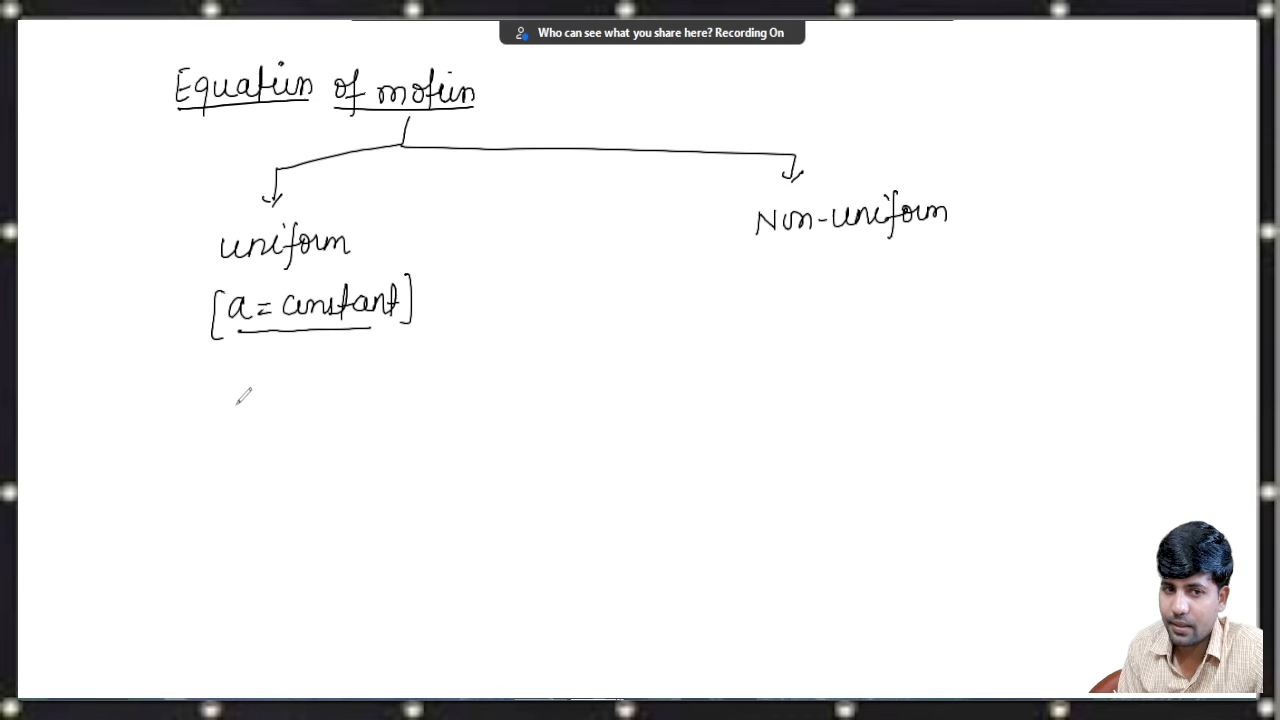 Who can see what you share here? Recording On
Equation of motion
uniform
Non-uniform
[a = constant]